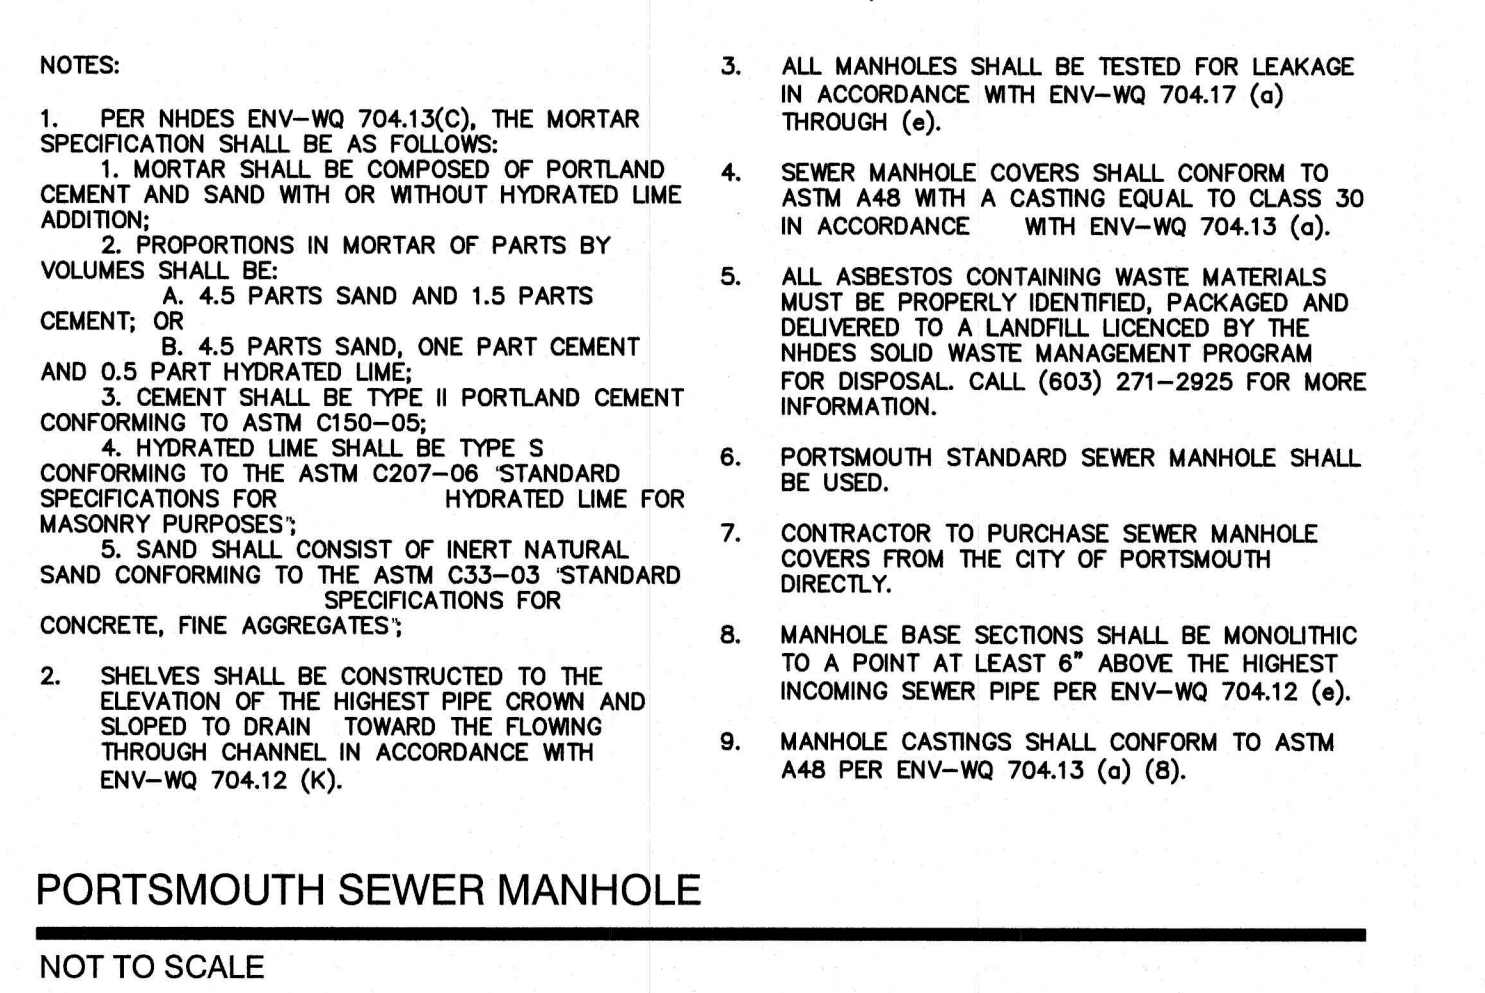 NOTES:
1. PER NHDES ENV-WQ 704.13(C), THE MORTAR
SPECIFICATION SHALL BE AS FOLLOWS:
1. MORTAR SHALL BE COMPOSED OF PORTLAND
CEMENT AND SAND WITH OR WITHOUT HYDRATED LIME
ADDITION;
2. PROPORTIONS IN MORTAR OF PARTS BY
VOLUMES SHALL BE:
A. 4.5 PARTS SAND AND 1.5 PARTS
CEMENT; OR
B. 4.5 PARTS SAND, ONE PART CEMENT
AND 0.5 PART HYDRATED LIME;
3. CEMENT SHALL BE TYPE II PORTLAND CEMENT
CONFORMING TO ASTM C150-05;
4. HYDRATED LIME SHALL BE TYPE S
CONFORMING TO THE ASTM C207-06 "STANDARD
SPECIFICATIONS FOR HYDRATED LIME FOR
MASONRY PURPOSES";
5. SAND SHALL CONSIST OF INERT NATURAL
SAND CONFORMING TO THE ASTM C33-03 "STANDARD
SPECIFICATIONS FOR
CONCRETE, FINE AGGREGATES";
2. SHELVES SHALL BE CONSTRUCTED TO THE
ELEVATION OF THE HIGHEST PIPE CROWN AND
SLOPED TO DRAIN TOWARD THE FLOWING
THROUGH CHANNEL IN ACCORDANCE WITH
ENV-WQ 704.12 (K).
3. ALL MANHOLES SHALL BE TESTED FOR LEAKAGE
IN ACCORDANCE WITH ENV-WQ 704.17 (a)
THROUGH (e).
4. SEWER MANHOLE COVERS SHALL CONFORM TO
ASTM A48 WITH A CASTING EQUAL TO CLASS 30
IN ACCORDANCE WITH ENV-WQ 704.13 (a).
5. ALL ASBESTOS CONTAINING WASTE MATERIALS
MUST BE PROPERLY IDENTIFIED, PACKAGED AND
DELIVERED TO A LANDFILL LICENCED BY THE
NHDES SOLID WASTE MANAGEMENT PROGRAM
FOR DISPOSAL. CALL (603) 271-2925 FOR MORE
INFORMATION.
6. PORTSMOUTH STANDARD SEWER MANHOLE SHALL
BE USED.
7. CONTRACTOR TO PURCHASE SEWER MANHOLE
COVERS FROM THE CITY OF PORTSMOUTH
DIRECTLY.
8. MANHOLE BASE SECTIONS SHALL BE MONOLITHIC
TO A POINT AT LEAST 6" ABOVE THE HIGHEST
INCOMING SEWER PIPE PER ENV-WQ 704.12 (e).
9. MANHOLE CASTINGS SHALL CONFORM TO ASTM
A48 PER ENV-WQ 704.13 (a) (8).
PORTSMOUTH SEWER MANHOLE
NOT TO SCALE